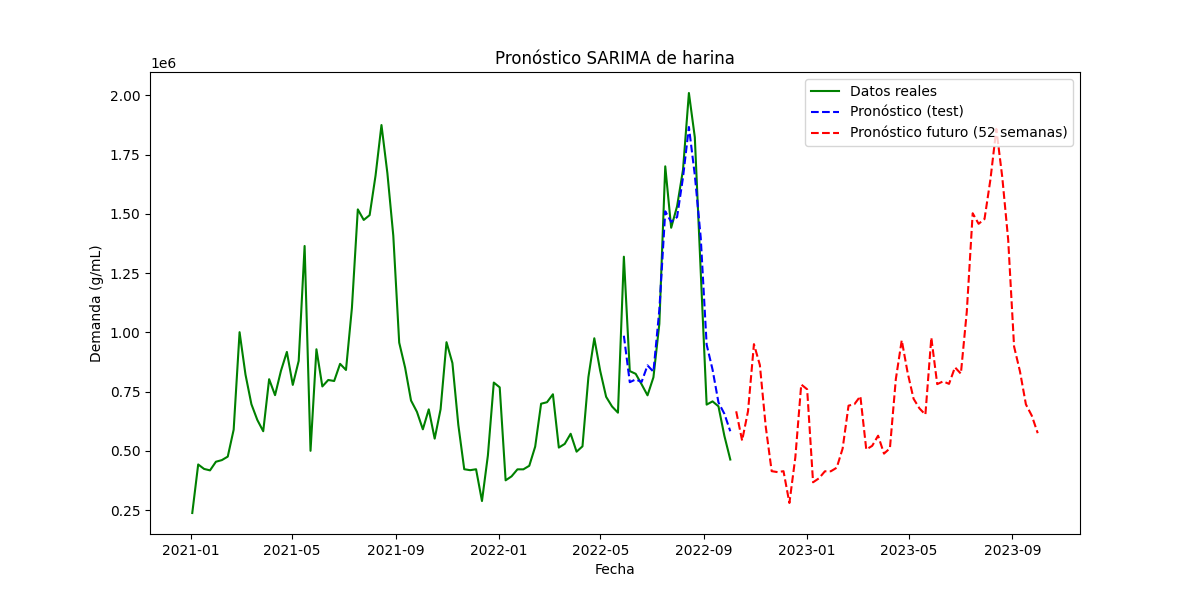 Pronóstico SARIMA de harina
1e6
2.00
1.75
1.50
1.25
1.00
0.75
0.50
0.25
Demanda (g/mL)
Datos reales
Pronóstico (test)
Pronóstico futuro (52 semanas)
2021-01 2021-05 2021-09 2022-01 2022-05 2022-09 2023-01 2023-05 2023-09
Fecha